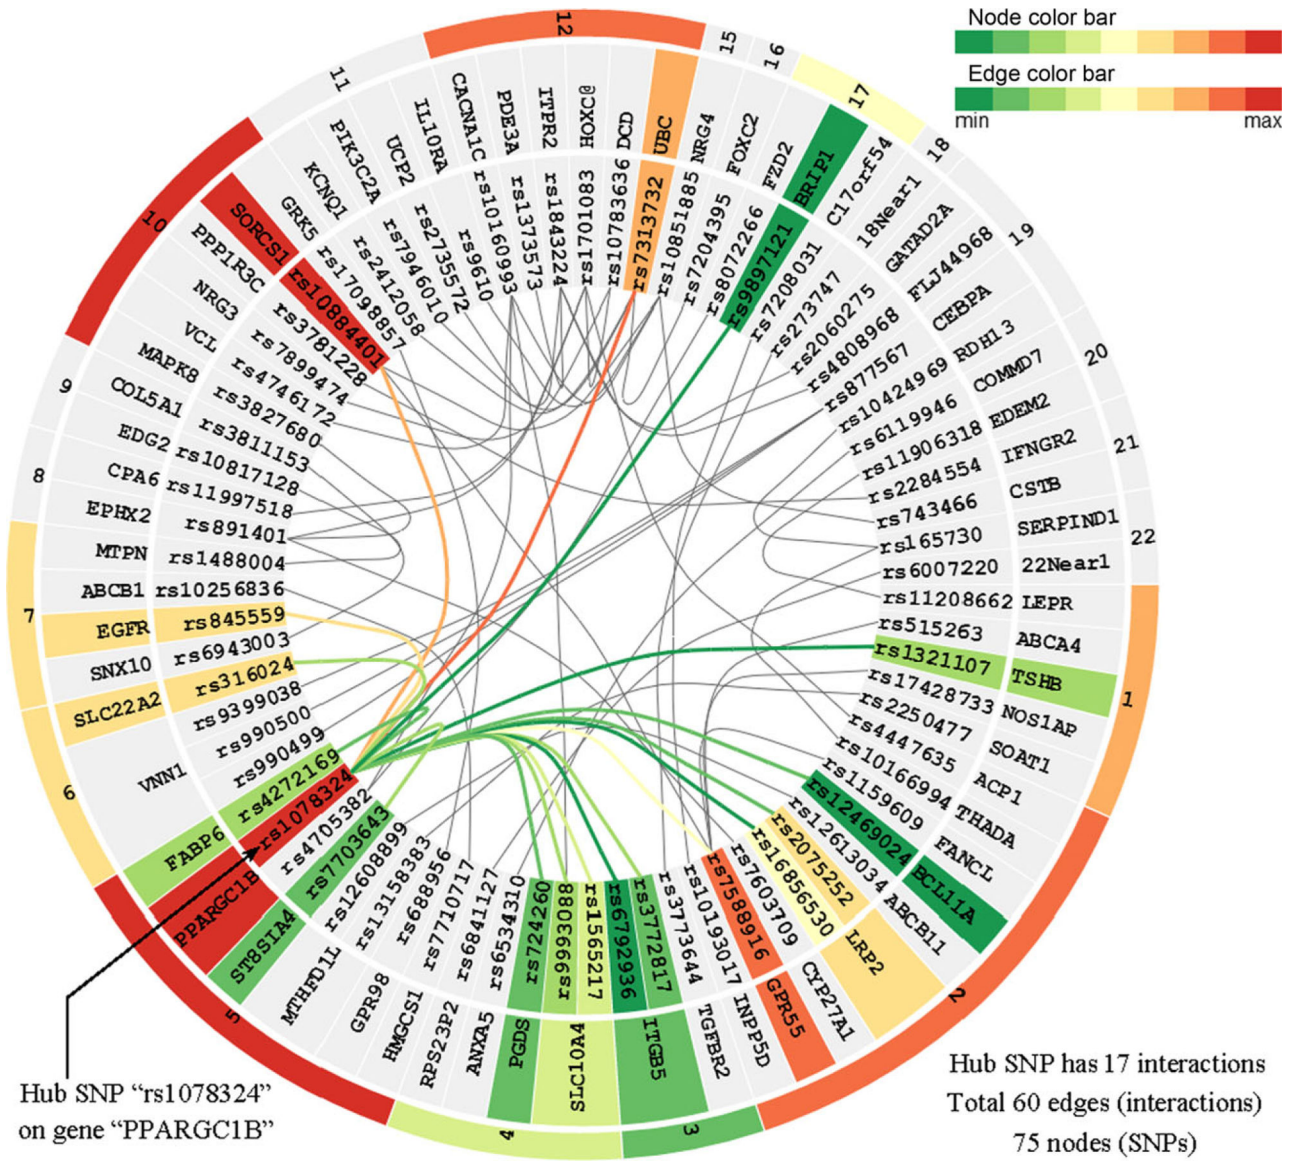 Node color bar
Edge color bar
min
max
12
15
16
17
18
19
20
21
22
1
2
3
4
5
6
7
8
9
10
11
CACNA1C
PDE3A
ITPR2
HOXC@
DCD
UBC
NRG4
FOXC2
FZD2
BRIP1
C17orf54
18Near1
GATAD2A
FLJ44968
CEBPA
RDH13
COMMD7
EDEM2
IFNGR2
CSTB
SERPIND1
22Near1
LEPR
ABCA4
TSHB
NOS1AP
SOAT1
ACP1
THADA
FANCL
BCL11A
ABCB11
LRP2
CYP27A1
GPR55
INPP5D
TGFBR2
ITGB5
SLC10A4
PGDS
ANXA5
RPS23P2
HMGCS1
GPR98
MTHFD1L
ST8SIA4
PPARGC1B
FABP6
VNN1
SLC22A2
SNX10
EGFR
ABCB1
MTPN
EPHX2
CPA6
EDG2
COL5A1
MAPK8
VCL
NRG3
PPP1R3C
SORCS1
GRK5
KCNQ1
PIK3C2A
UCP2
IL10RA
rs10160993
rs1373573
rs1843224
rs1701083
rs10783636
rs7313732
rs10851885
rs7204395
rs8072266
rs9897121
rs7208031
rs273747
rs2060275
rs4808968
rs877567
rs10424969
rs6119946
rs11906318
rs2284554
rs743466
rs165730
rs6007220
rs11208662
rs515263
rs1321107
rs17428733
rs2250477
rs4447635
rs10166994
rs1159609
rs12469024
rs12613034
rs2075252
rs16856530
rs7603709
rs7588916
rs10193017
rs3773644
rs3772817
rs6792936
rs1565217
rs9993088
rs724260
rs6534310
rs6841127
rs7710717
rs688956
rs13158383
rs12608899
rs7703643
rs4705382
rs1078324
rs4272169
rs990499
rs990500
rs9399038
rs316024
rs6943003
rs845559
rs10256836
rs1488004
rs891401
rs11997518
rs10817128
rs3811153
rs3827680
rs4746172
rs7899474
rs3781228
rs10884401
rs17098857
rs2412058
rs7946010
rs2735572
rs9610
Hub SNP "rs1078324"
on gene "PPARGC1B"
Hub SNP has 17 interactions
Total 60 edges (interactions)
75 nodes (SNPs)